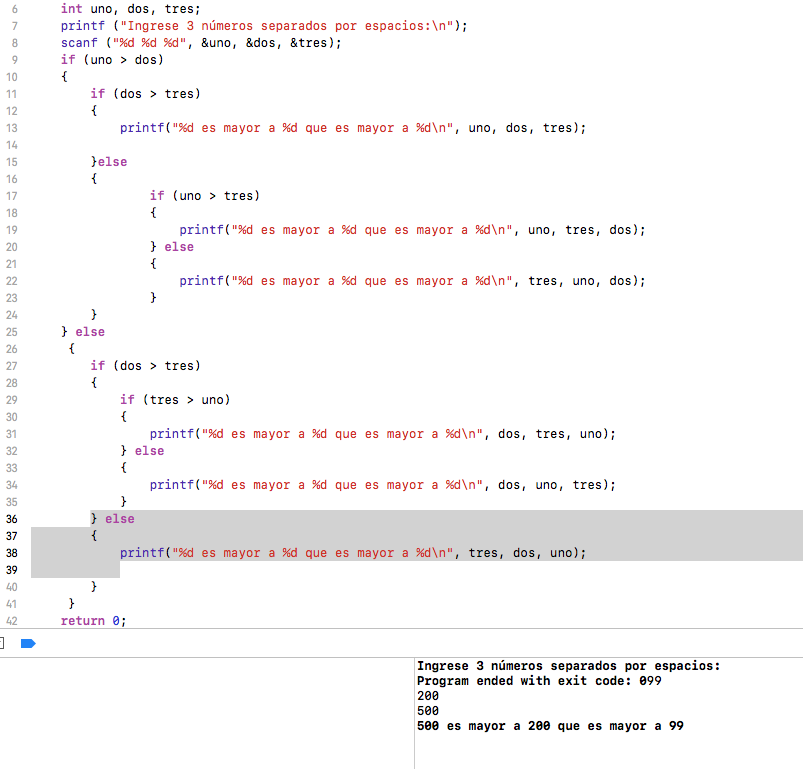 6 int uno, dos, tres;
7 printf ("Ingrese 3 números separados por espacios:\n");
8 scanf ("%d %d %d", &uno, &dos, &tres);
9 if (uno > dos)
10 {
11 if (dos > tres)
12 {
13 printf("%d es mayor a %d que es mayor a %d\n", uno, dos, tres);
14
15 }else
16 {
17 if (uno > tres)
18 {
19 printf("%d es mayor a %d que es mayor a %d\n", uno, tres, dos);
20 } else
21 {
22 printf("%d es mayor a %d que es mayor a %d\n", tres, uno, dos);
23 }
24 }
25 } else
26 {
27 if (dos > tres)
28 {
29 if (tres > uno)
30 {
31 printf("%d es mayor a %d que es mayor a %d\n", dos, tres, uno);
32 } else
33 {
34 printf("%d es mayor a %d que es mayor a %d\n", dos, uno, tres);
35 }
36 } else
37 {
38 printf("%d es mayor a %d que es mayor a %d\n", tres, dos, uno);
39
40 }
41 }
42 return 0;
Ingrese 3 números separados por espacios:
Program ended with exit code: 099
200
500
500 es mayor a 200 que es mayor a 99